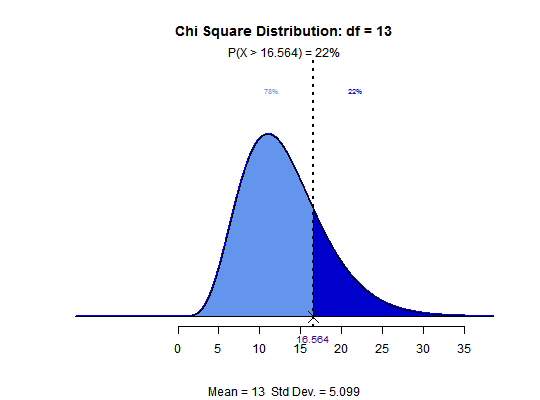 Chi Square Distribution: df = 13
P(X > 16.564) = 22%
78% 22%
16.564
0 5 10 15 20 25 30 35
Mean = 13 Std Dev. = 5.099